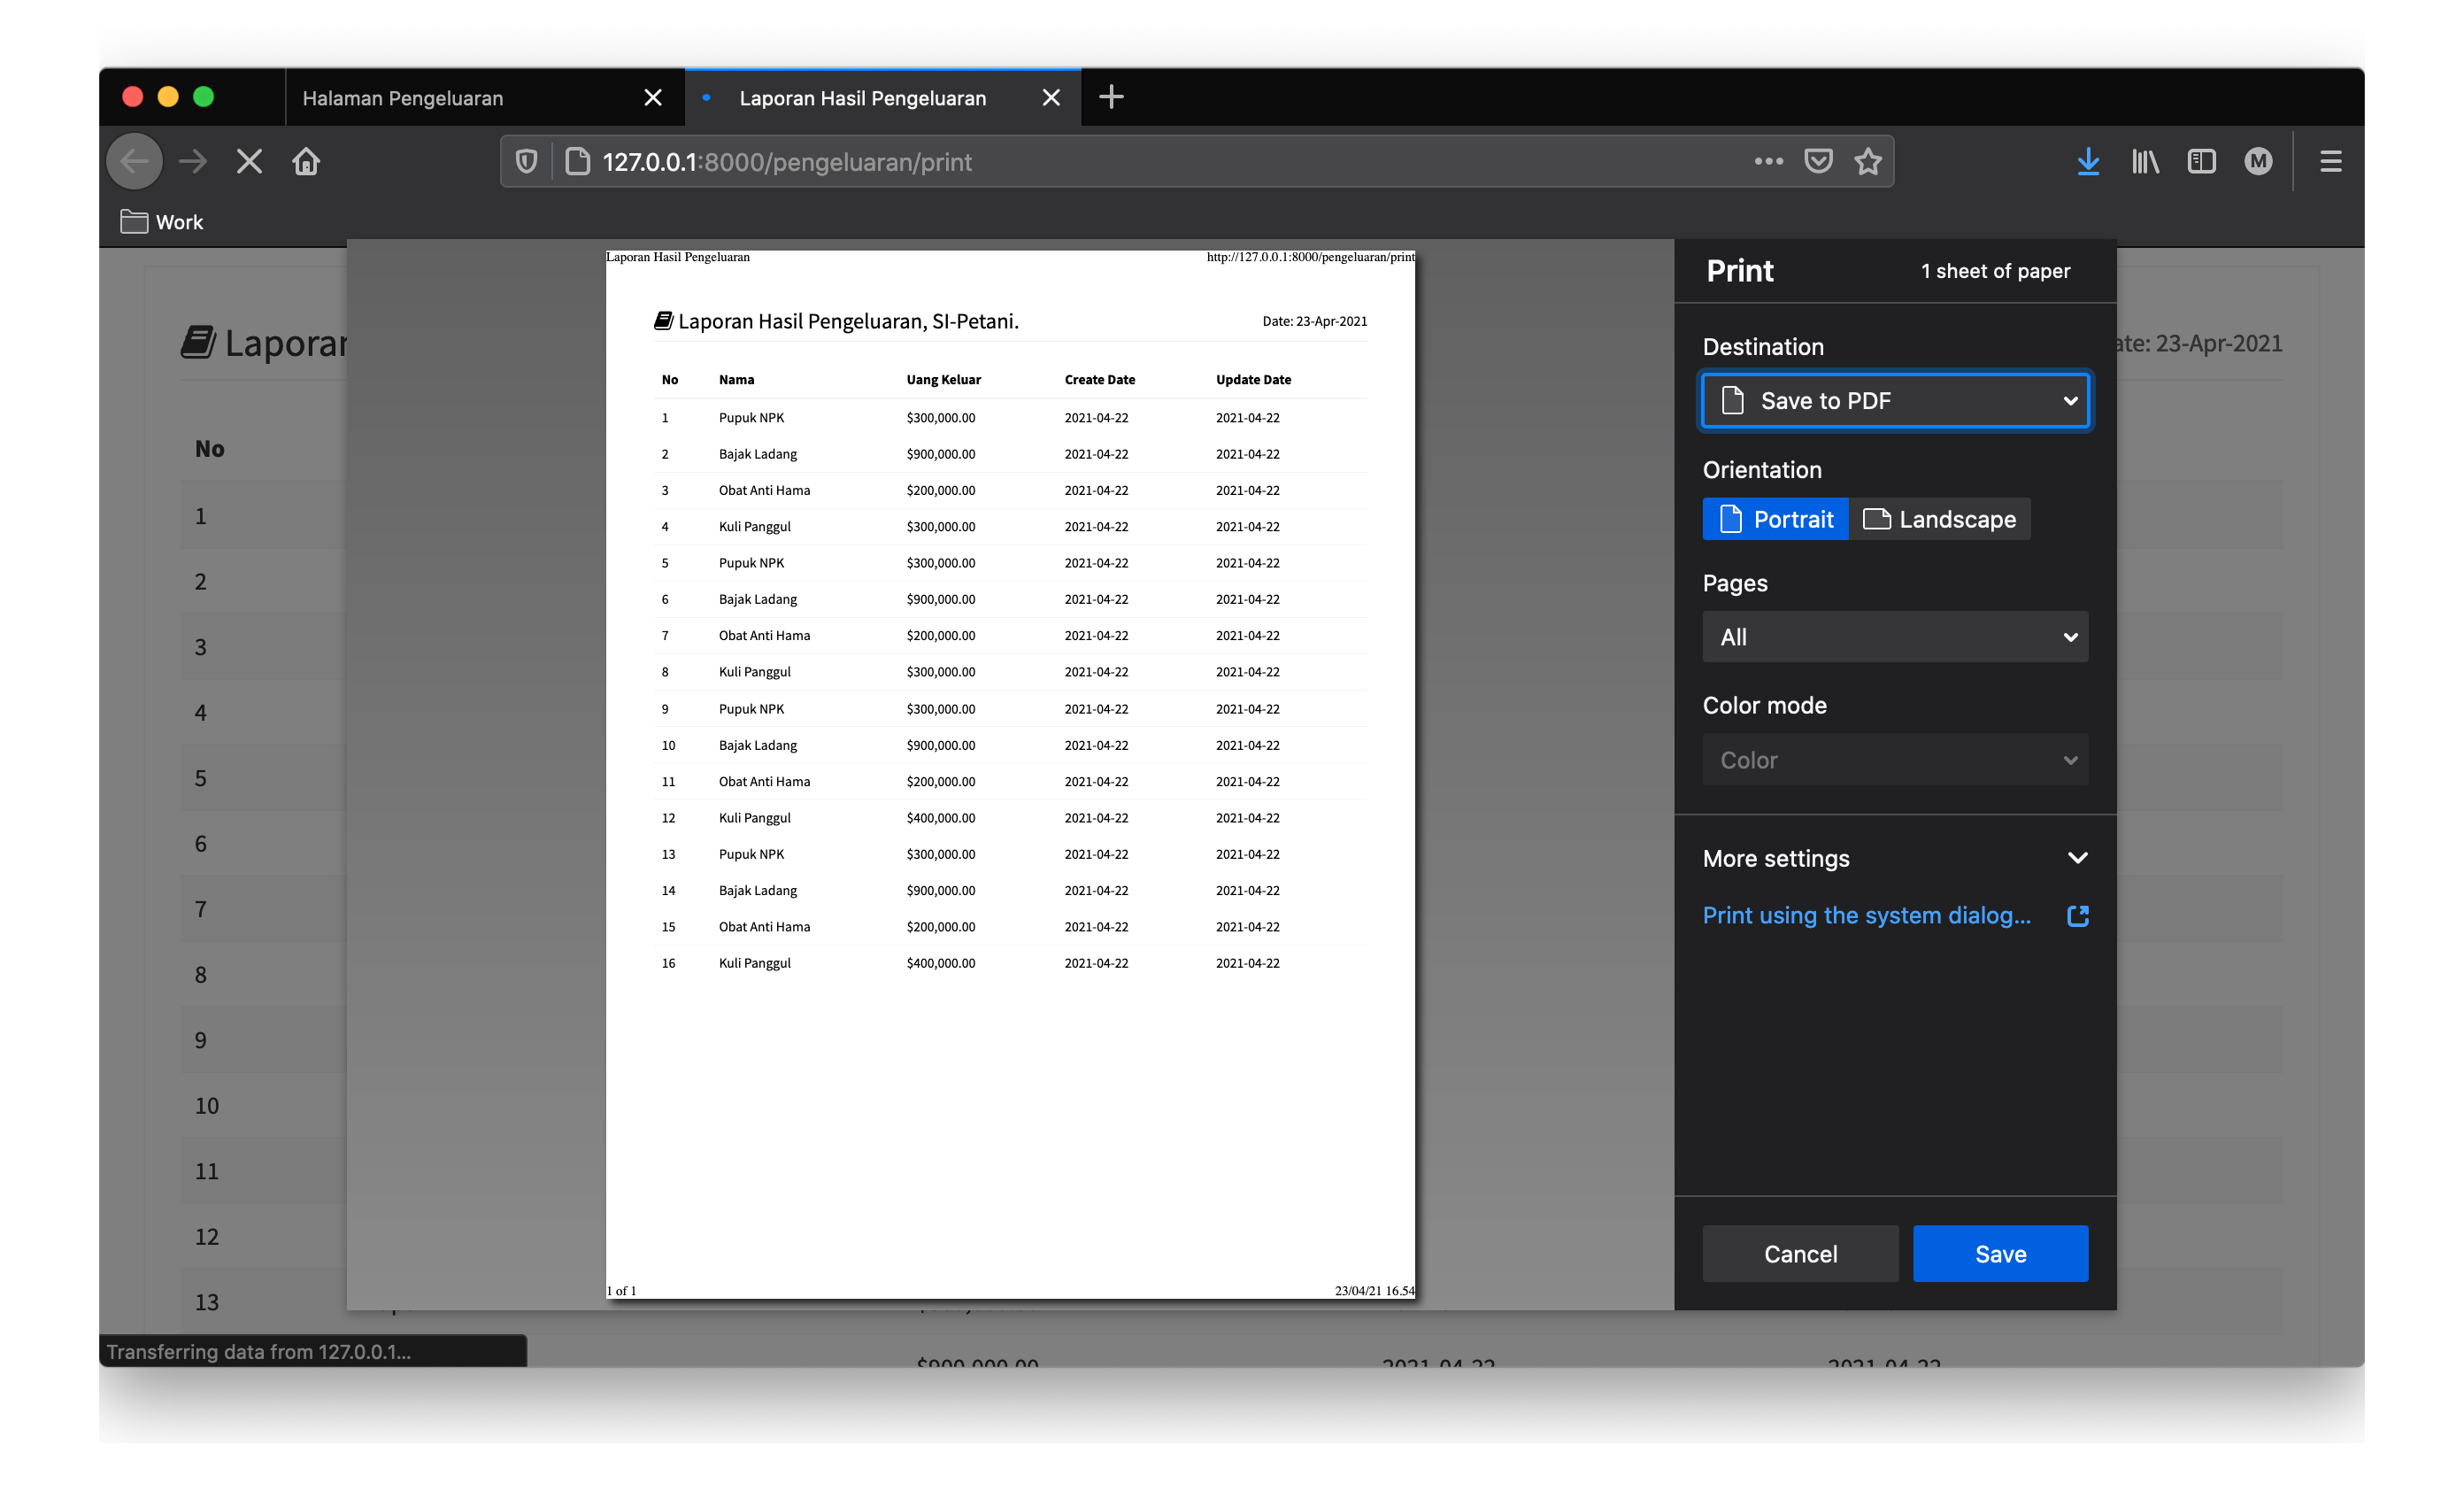 Halaman Pengeluaran
Laporan Hasil Pengeluaran
127.0.0.1:8000/pengeluaran/print
M
Work
Laporan Hasil Pengeluaran http://127.0.0.1:8000/pengeluaran/print
Laporan Hasil Pengeluaran, SI-Petani. Date: 23-Apr-2021
No Nama Uang Keluar Create Date Update Date
1 Pupuk NPK $300,000.00 2021-04-22 2021-04-22
2 Bajak Ladang $900,000.00 2021-04-22 2021-04-22
3 Obat Anti Hama $200,000.00 2021-04-22 2021-04-22
4 Kuli Panggul $300,000.00 2021-04-22 2021-04-22
5 Pupuk NPK $300,000.00 2021-04-22 2021-04-22
6 Bajak Ladang $900,000.00 2021-04-22 2021-04-22
7 Obat Anti Hama $200,000.00 2021-04-22 2021-04-22
8 Kuli Panggul $300,000.00 2021-04-22 2021-04-22
9 Pupuk NPK $300,000.00 2021-04-22 2021-04-22
10 Bajak Ladang $900,000.00 2021-04-22 2021-04-22
11 Obat Anti Hama $200,000.00 2021-04-22 2021-04-22
12 Kuli Panggul $400,000.00 2021-04-22 2021-04-22
13 Pupuk NPK $300,000.00 2021-04-22 2021-04-22
14 Bajak Ladang $900,000.00 2021-04-22 2021-04-22
15 Obat Anti Hama $200,000.00 2021-04-22 2021-04-22
16 Kuli Panggul $400,000.00 2021-04-22 2021-04-22
1 of 1 23/04/21 16.54
Print 1 sheet of paper
Destination
Save to PDF
Orientation
Portrait Landscape
Pages
All
Color mode
Color
More settings
Print using the system dialog...
Cancel Save
Laporar
ate: 23-Apr-2021
No
1
2
3
4
5
6
7
8
9
10
11
12
13
$900,000.00 2021-04-22 2021-04-22
Transferring data from 127.0.0.1...